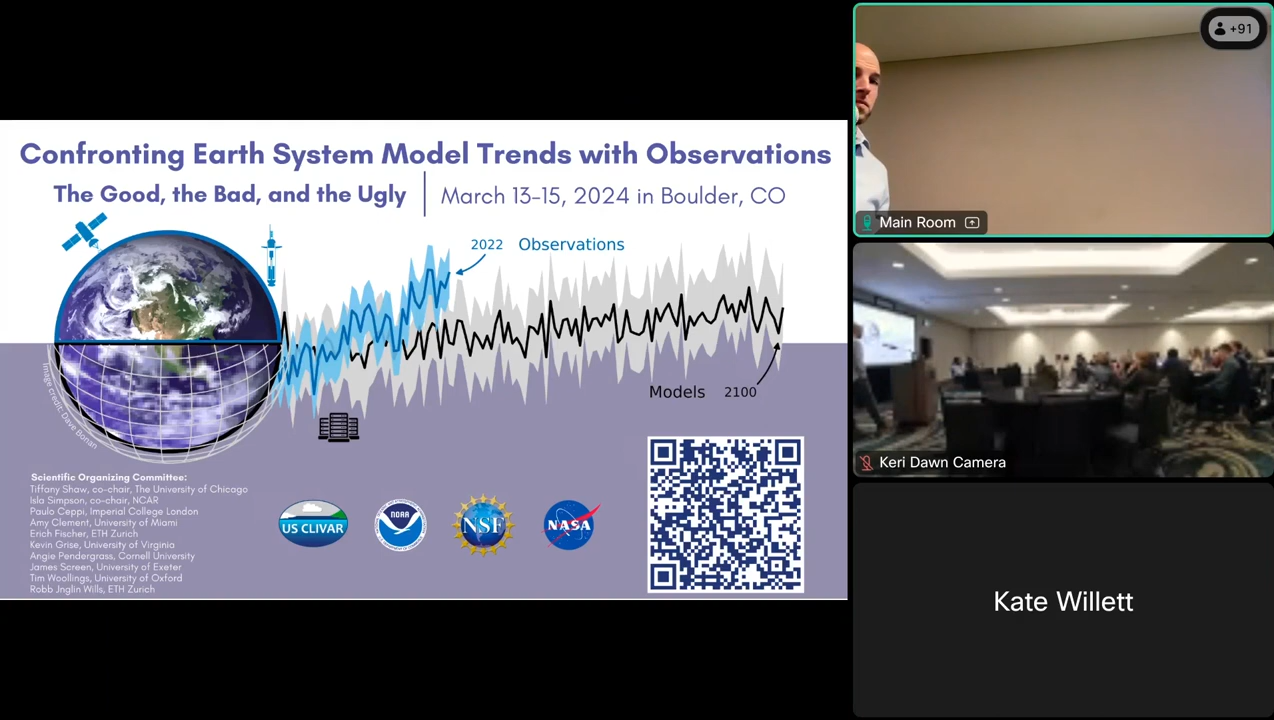 Confronting Earth System Model Trends with Observations
The Good, the Bad, and the Ugly
March 13-15, 2024 in Boulder, CO
2022 Observations
Models 2100
Image credit: Dave Bonan
Scientific Organizing Committee:
Tiffany Shaw, co-chair, The University of Chicago
Isla Simpson, co-chair, NCAR
Paulo Ceppi, Imperial College London
Amy Clement, University of Miami
Erich Fischer, ETH Zurich
Kevin Grise, University of Virginia
Angie Pendergrass, Cornell University
James Screen, University of Exeter
Tim Woollings, University of Oxford
Robb Jnglin Wills, ETH Zurich
US CLIVAR
NOAA
NSF
NASA
+91
Main Room
Keri Dawn Camera
Kate Willett